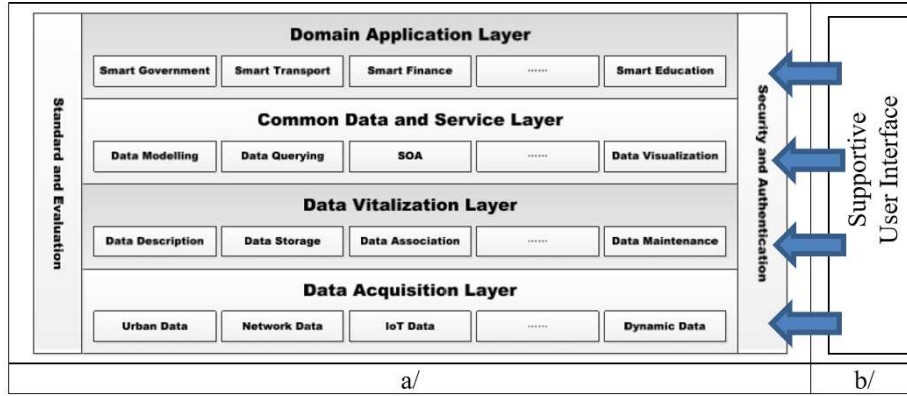 Standard and Evaluation
Domain Application Layer
Smart Government Smart Transport Smart Finance ...... Smart Education
Common Data and Service Layer
Data Modelling Data Querying SOA ...... Data Visualization
Data Vitalization Layer
Data Description Data Storage Data Association ...... Data Maintenance
Data Acquisition Layer
Urban Data Network Data IoT Data ...... Dynamic Data
Security and Authentication
Supportive
User Interface
a/ b/